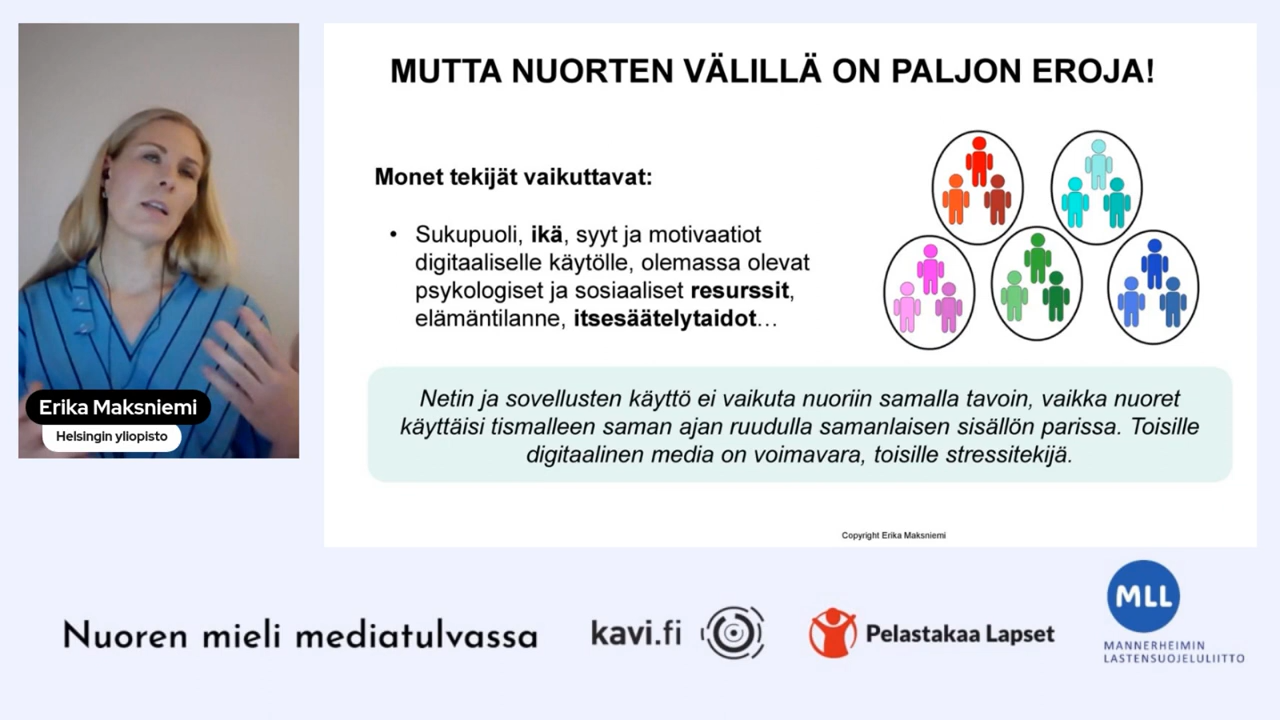 MUTTA NUORTEN VÄLILLÄ ON PALJON EROJA!
Monet tekijät vaikuttavat:
• Sukupuoli, ikä, syyt ja motivaatiot
digitaaliselle käytölle, olemassa olevat
psykologiset ja sosiaaliset resurssit,
elämäntilanne, itsesäätelytaidot…
Netin ja sovellusten käyttö ei vaikuta nuoriin samalla tavoin, vaikka nuoret
käyttäisi tismalleen saman ajan ruudulla samanlaisen sisällön parissa. Toisille
digitaalinen media on voimavara, toisille stressitekijä.
Copyright Erika Maksniemi
Erika Maksniemi
Helsingin yliopisto
Nuoren mieli mediatulvassa
kavi.fi
Pelastakaa Lapset
MLL
MANNERHEIMIN
LASTENSUOJELULIITTO